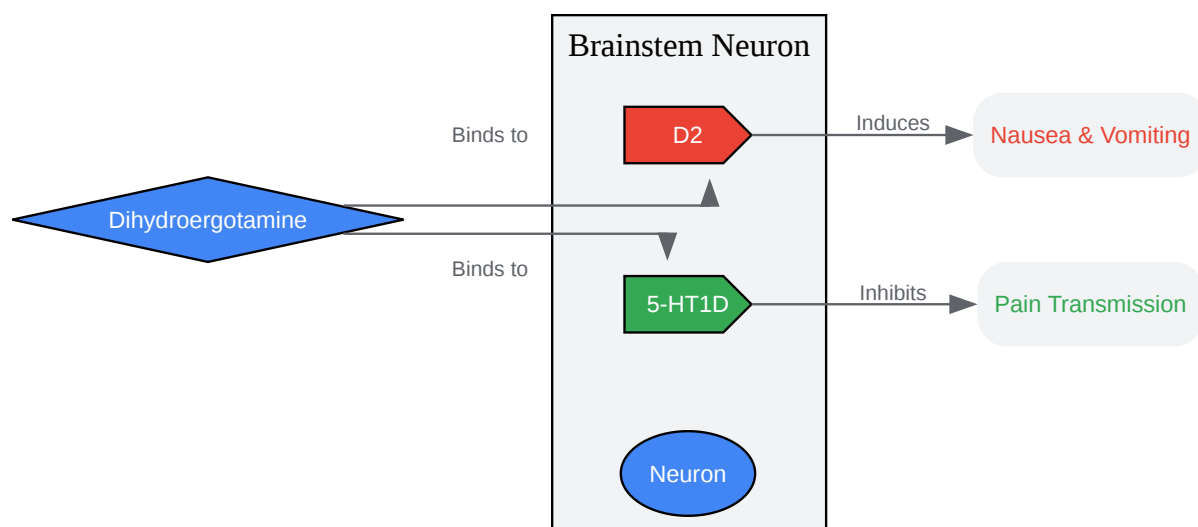 Brainstem Neuron
Binds to
D2
Induces
Nausea & Vomiting
Dihydroergotamine
Binds to
5-HT1D
Inhibits
Pain Transmission
Neuron